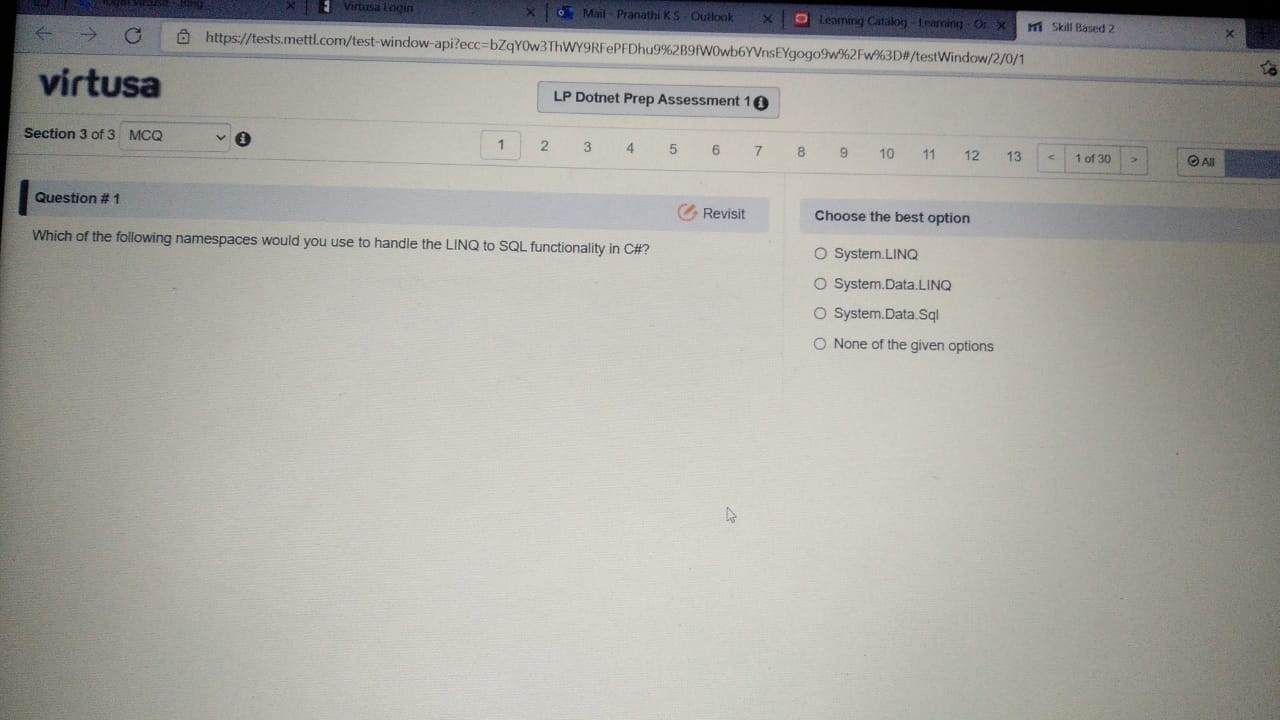 Virtusa Login
Mail - Pranathi K S - Outlook
Learning Catalog - Learning - Or
Skill Based 2
https://tests.mettl.com/test-window-api?ecc=bZqY0w3ThWY9RFePFDhu9%2B9fW0wb6YVnsEYgogo9w%2Fw%3D#/testWindow/2/0/1
virtusa
LP Dotnet Prep Assessment 1
Section 3 of 3 MCQ
1 2 3 4 5 6 7 8 9 10 11 12 13 < 1 of 30 > All
Question # 1
Revisit
Which of the following namespaces would you use to handle the LINQ to SQL functionality in C#?
Choose the best option
System.LINQ
System.Data.LINQ
System.Data.Sql
None of the given options